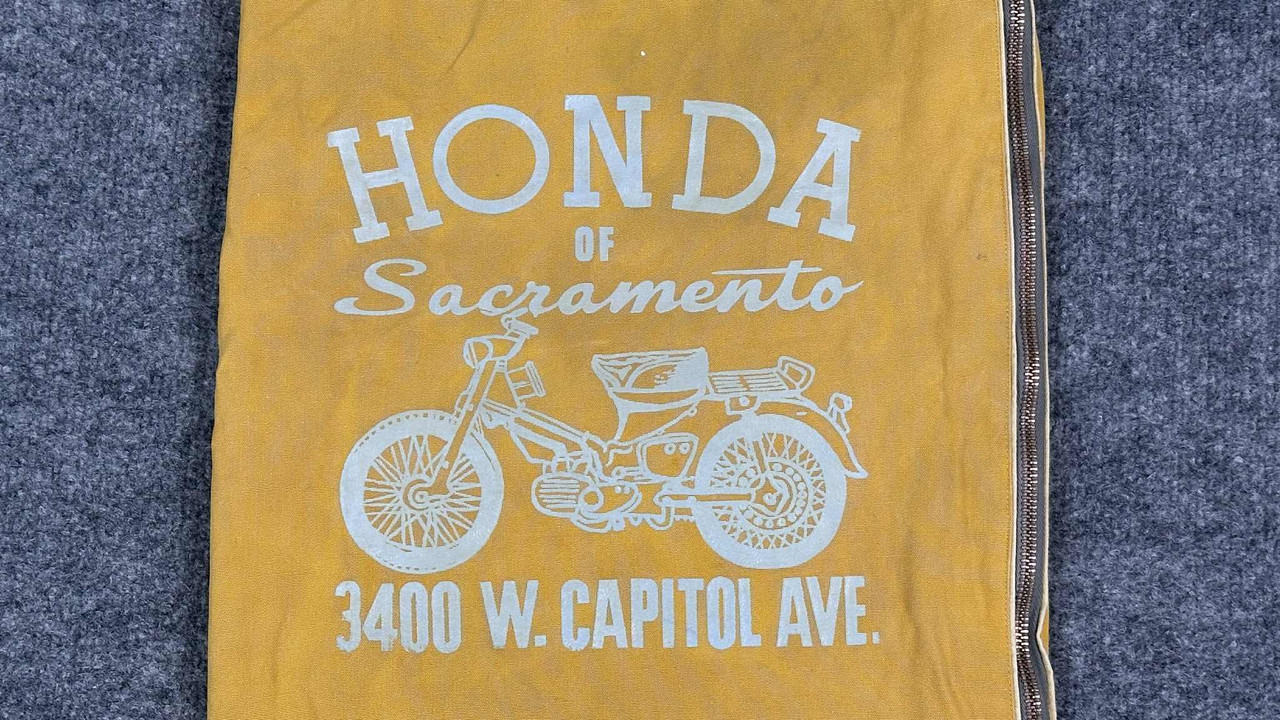 HONDA
OF
Sacramento
3400 W. CAPITOL AVE.